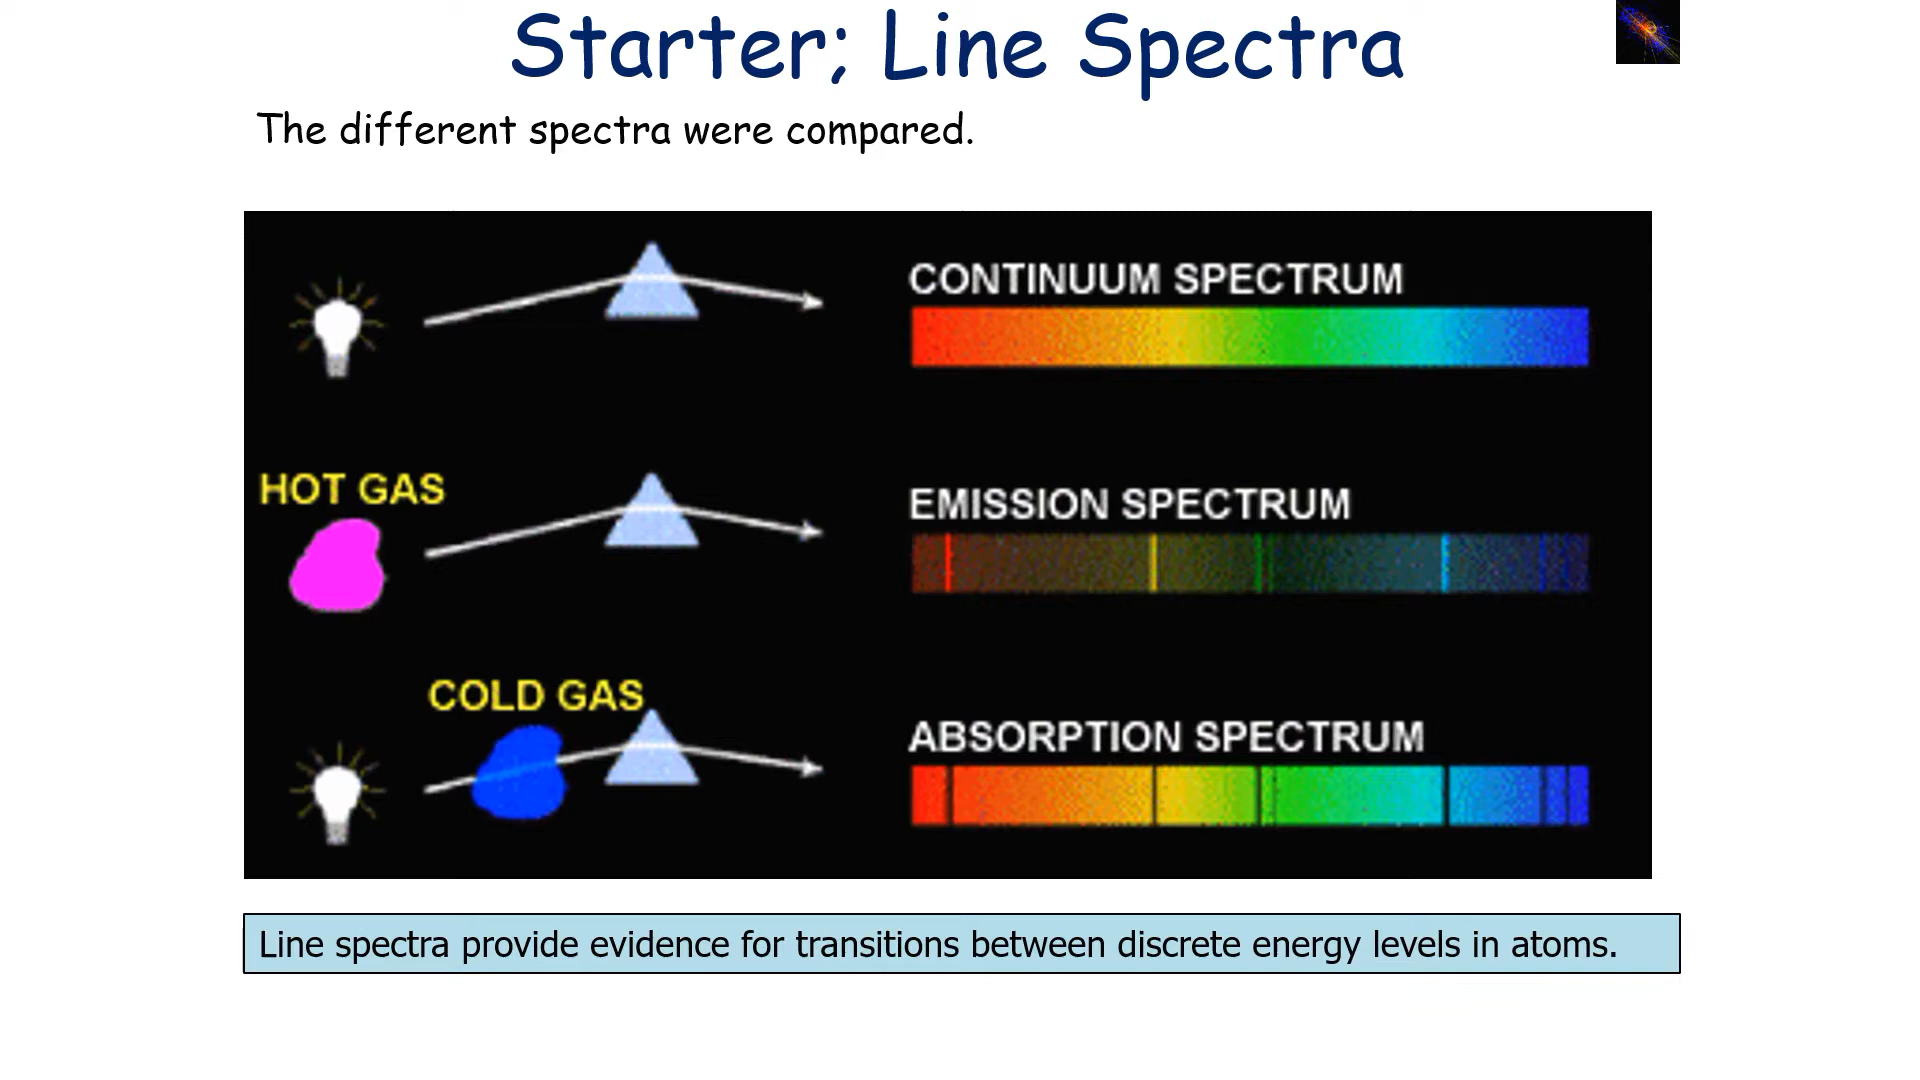 Starter; Line Spectra
The different spectra were compared.
CONTINUUM SPECTRUM
HOT GAS
EMISSION SPECTRUM
COLD GAS
ABSORPTION SPECTRUM
Line spectra provide evidence for transitions between discrete energy levels in atoms.